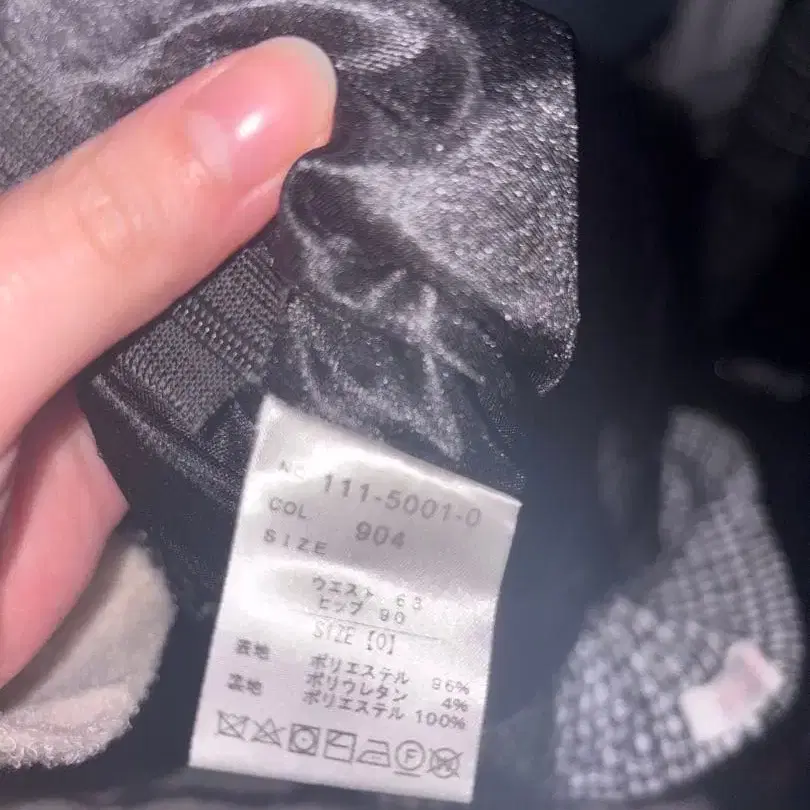 NO 111-5001-0
COL 904
SIZE
ウエスト 63
ヒップ 90
SIZE【0】
表地 ポリエステル 96%
ポリウレタン 4%
裏地 ポリエステル 100%
F